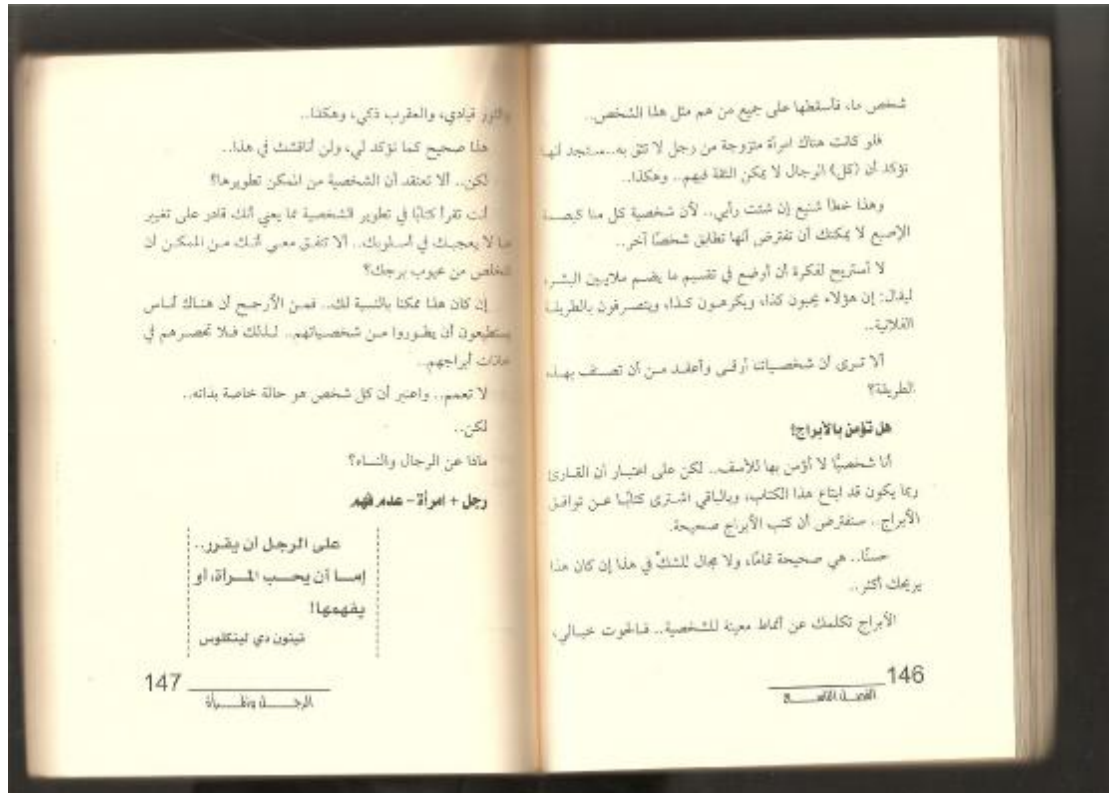 شخص ما، فأسقطها على جميع من هم مثل هذا الشخص..
فلو كانت هناك امرأة متزوجة من رجل لا تثق به..ستجد أنها
تؤكد أن (كل) الرجال لا يمكن الثقة فيهم.. وهكذا..
وهذا خطأ شنيع إن شئت رأيي.. لأن شخصية كل منا كبصمة
الإصبع لا يمكنك أن تفترض أنها تطابق شخصًا آخر..
لا أستريح لفكرة أن أوضع في تقسيم ما يضم ملايين البشر،
ليقال: إن هؤلاء يحبون كذا، ويكرهون كذا، ويتصرفون بالطريقة
الفلانية..
ألا ترى أن شخصياتنا أرقى وأعقد من أن تصنف بهذه
الطريقة؟
هل تؤمن بالأبراج؟
أنا شخصيًّا لا أؤمن بها للأسف.. لكن على اعتبار أن القارئ
ربما يكون قد ابتاع هذا الكتاب، وبالباقي اشترى كتابًا عن توافق
الأبراج.. سنفترض أن كتب الأبراج صحيحة.
حسنًا.. هي صحيحة تمامًا، ولا مجال للشكِّ في هذا إن كان هذا
يريحك أكثر..
الأبراج تكلمك عن أنماط معينة للشخصية.. فالحوت خيالي،
146
الفصل التاسع
والثور قيادي، والعقرب ذكي، وهكذا..
هذا صحيح كما تؤكد لي، ولن أناقشك في هذا..
لكن.. ألا تعتقد أن الشخصية من الممكن تطويرها؟
أنت تقرأ كتابًا في تطوير الشخصية مما يعني أنك قادر على تغيير
ما لا يعجبك في أسلوبك.. ألا تتفق معي أنك من الممكن أن
تتخلص من عيوب برجك؟
إن كان هذا ممكنا بالنسبة لك.. فمن الأرجح أن هناك أناس
يستطيعون أن يطوروا من شخصياتهم.. لذلك فلا تحصرهم في
خانات أبراجهم..
لا تعمم.. واعتبر أن كل شخص هو حالة خاصة بذاته..
لكن..
ماذا عن الرجال والنساء؟
رجل + امرأة = عدم فهم
على الرجل أن يقرر..
إما أن يحب المرأة، أو
يفهمها!
نينون دي لينكلوس
147
الرجل والمرأة